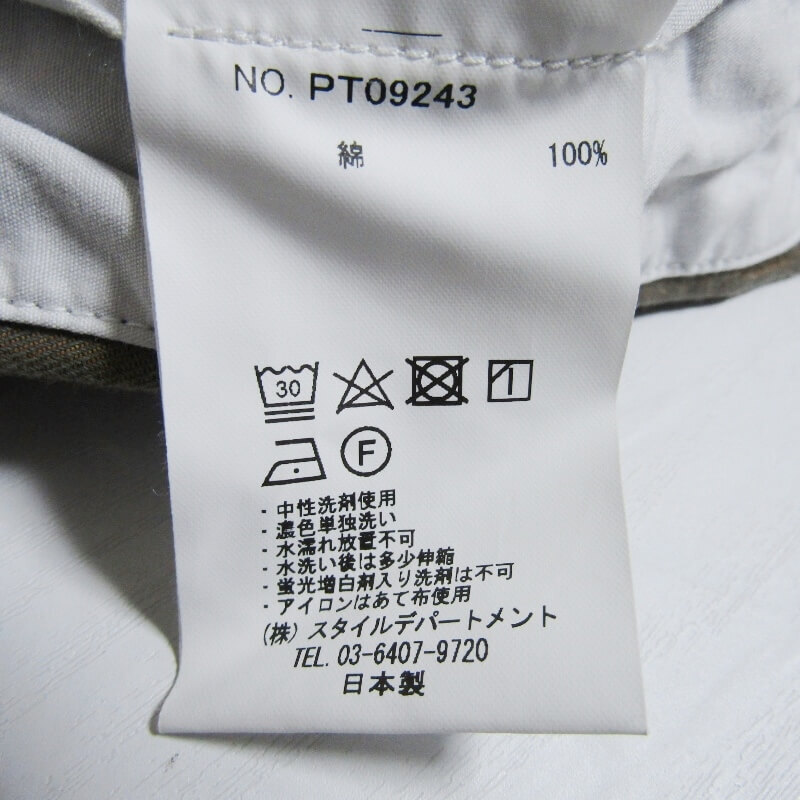 NO. PT09243
綿 100%
30
F
・中性洗剤使用
・濃色単独洗い
・水濡れ放置不可
・水洗い後は多少伸縮
・蛍光増白剤入り洗剤は不可
・アイロンはあて布使用
(株) スタイルデパートメント
TEL. 03-6407-9720
日本製